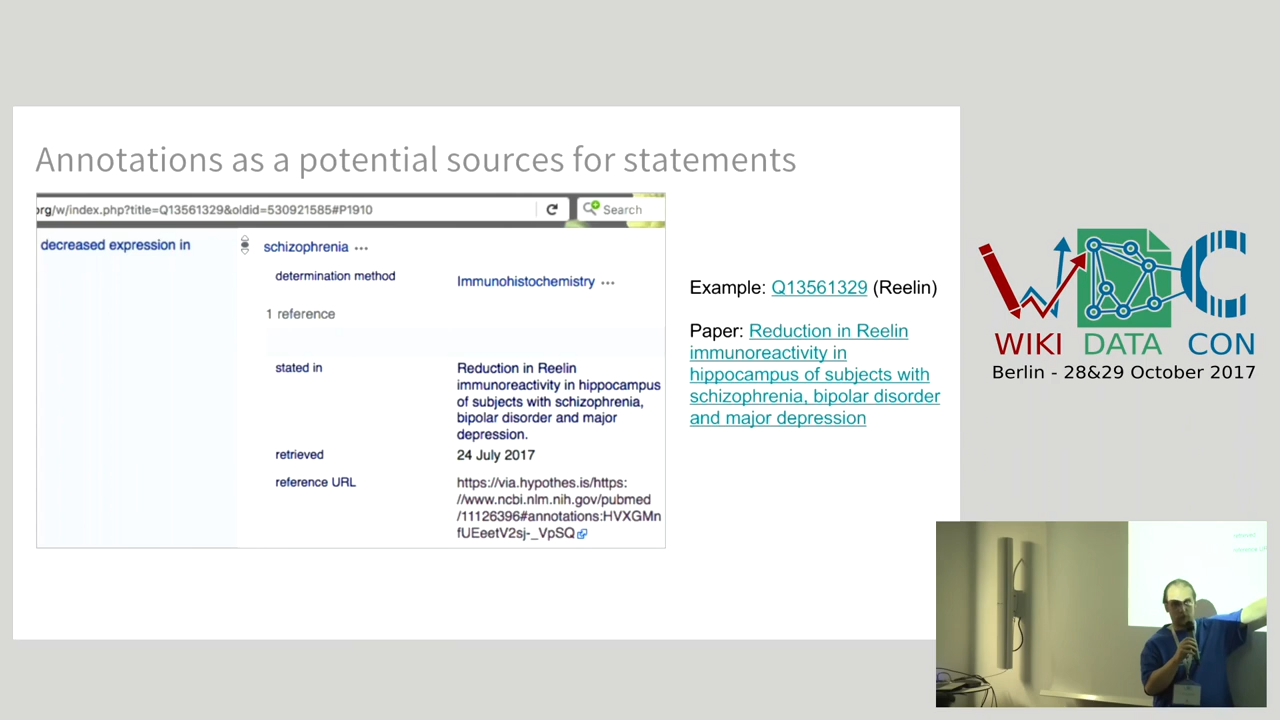 Annotations as a potential sources for statements
org/w/index.php?title=Q13561329&oldid=530921585#P1910
Search
decreased expression in
schizophrenia
determination method
Immunohistochemistry
1 reference
stated in
Reduction in Reelin
immunoreactivity in hippocampus
of subjects with schizophrenia,
bipolar disorder and major
depression.
retrieved
24 July 2017
reference URL
https://via.hypothes.is/https:
//www.ncbi.nlm.nih.gov/pubmed
/11126396#annotations:HVXGMn
fUEeetV2sj-_VpSQ
Example: Q13561329 (Reelin)
Paper: Reduction in Reelin
immunoreactivity in
hippocampus of subjects with
schizophrenia, bipolar disorder
and major depression
WDC
WIKI DATA CON
Berlin - 28&29 October 2017